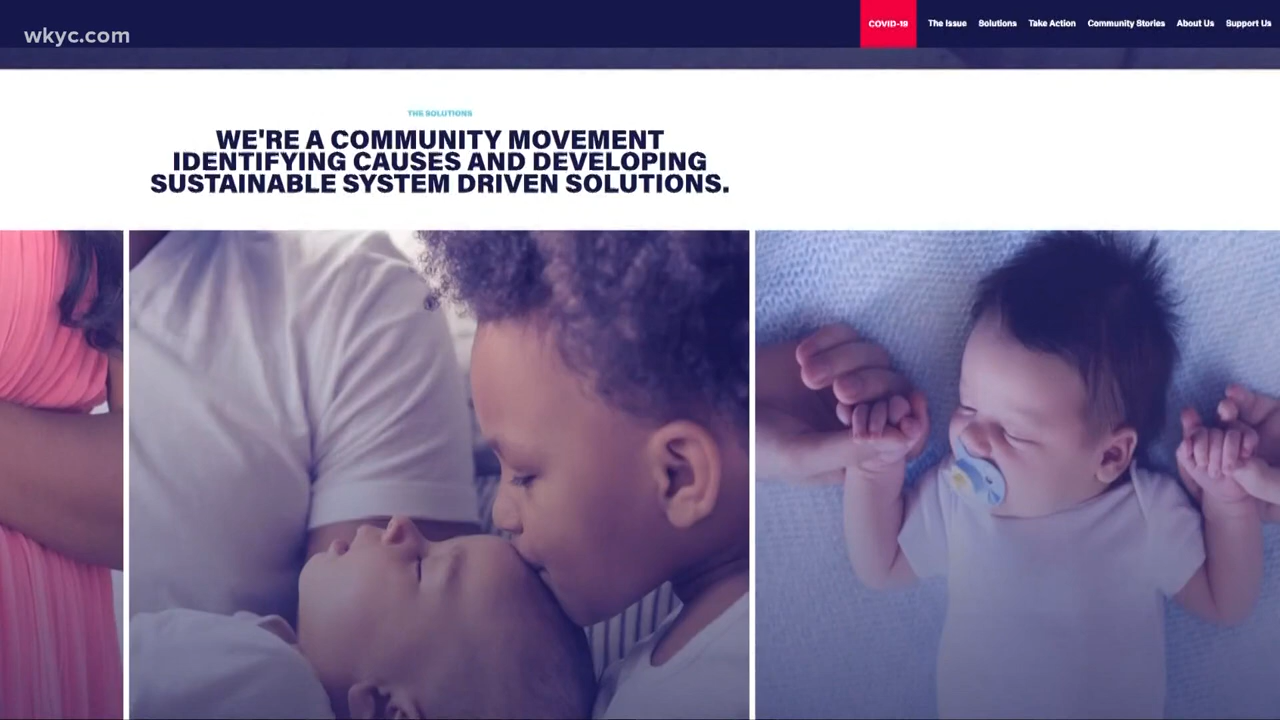 wkyc.com
COVID-19 The Issue Solutions Take Action Community Stories About Us Support Us
THE SOLUTIONS
WE'RE A COMMUNITY MOVEMENT
IDENTIFYING CAUSES AND DEVELOPING
SUSTAINABLE SYSTEM DRIVEN SOLUTIONS.